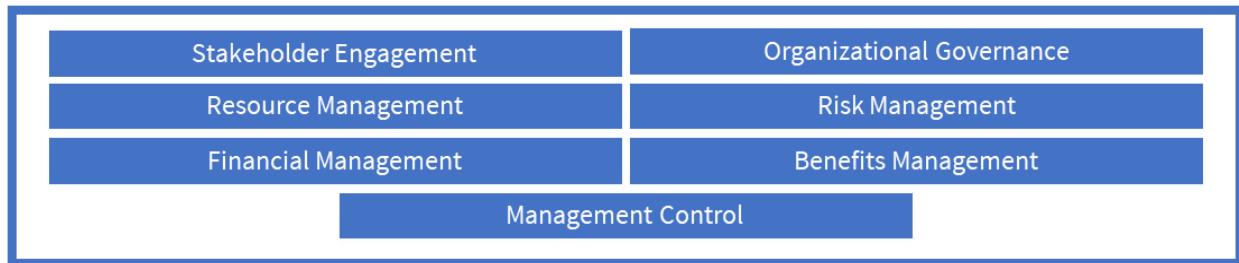 Stakeholder Engagement
Organizational Governance
Resource Management
Risk Management
Financial Management
Benefits Management
Management Control